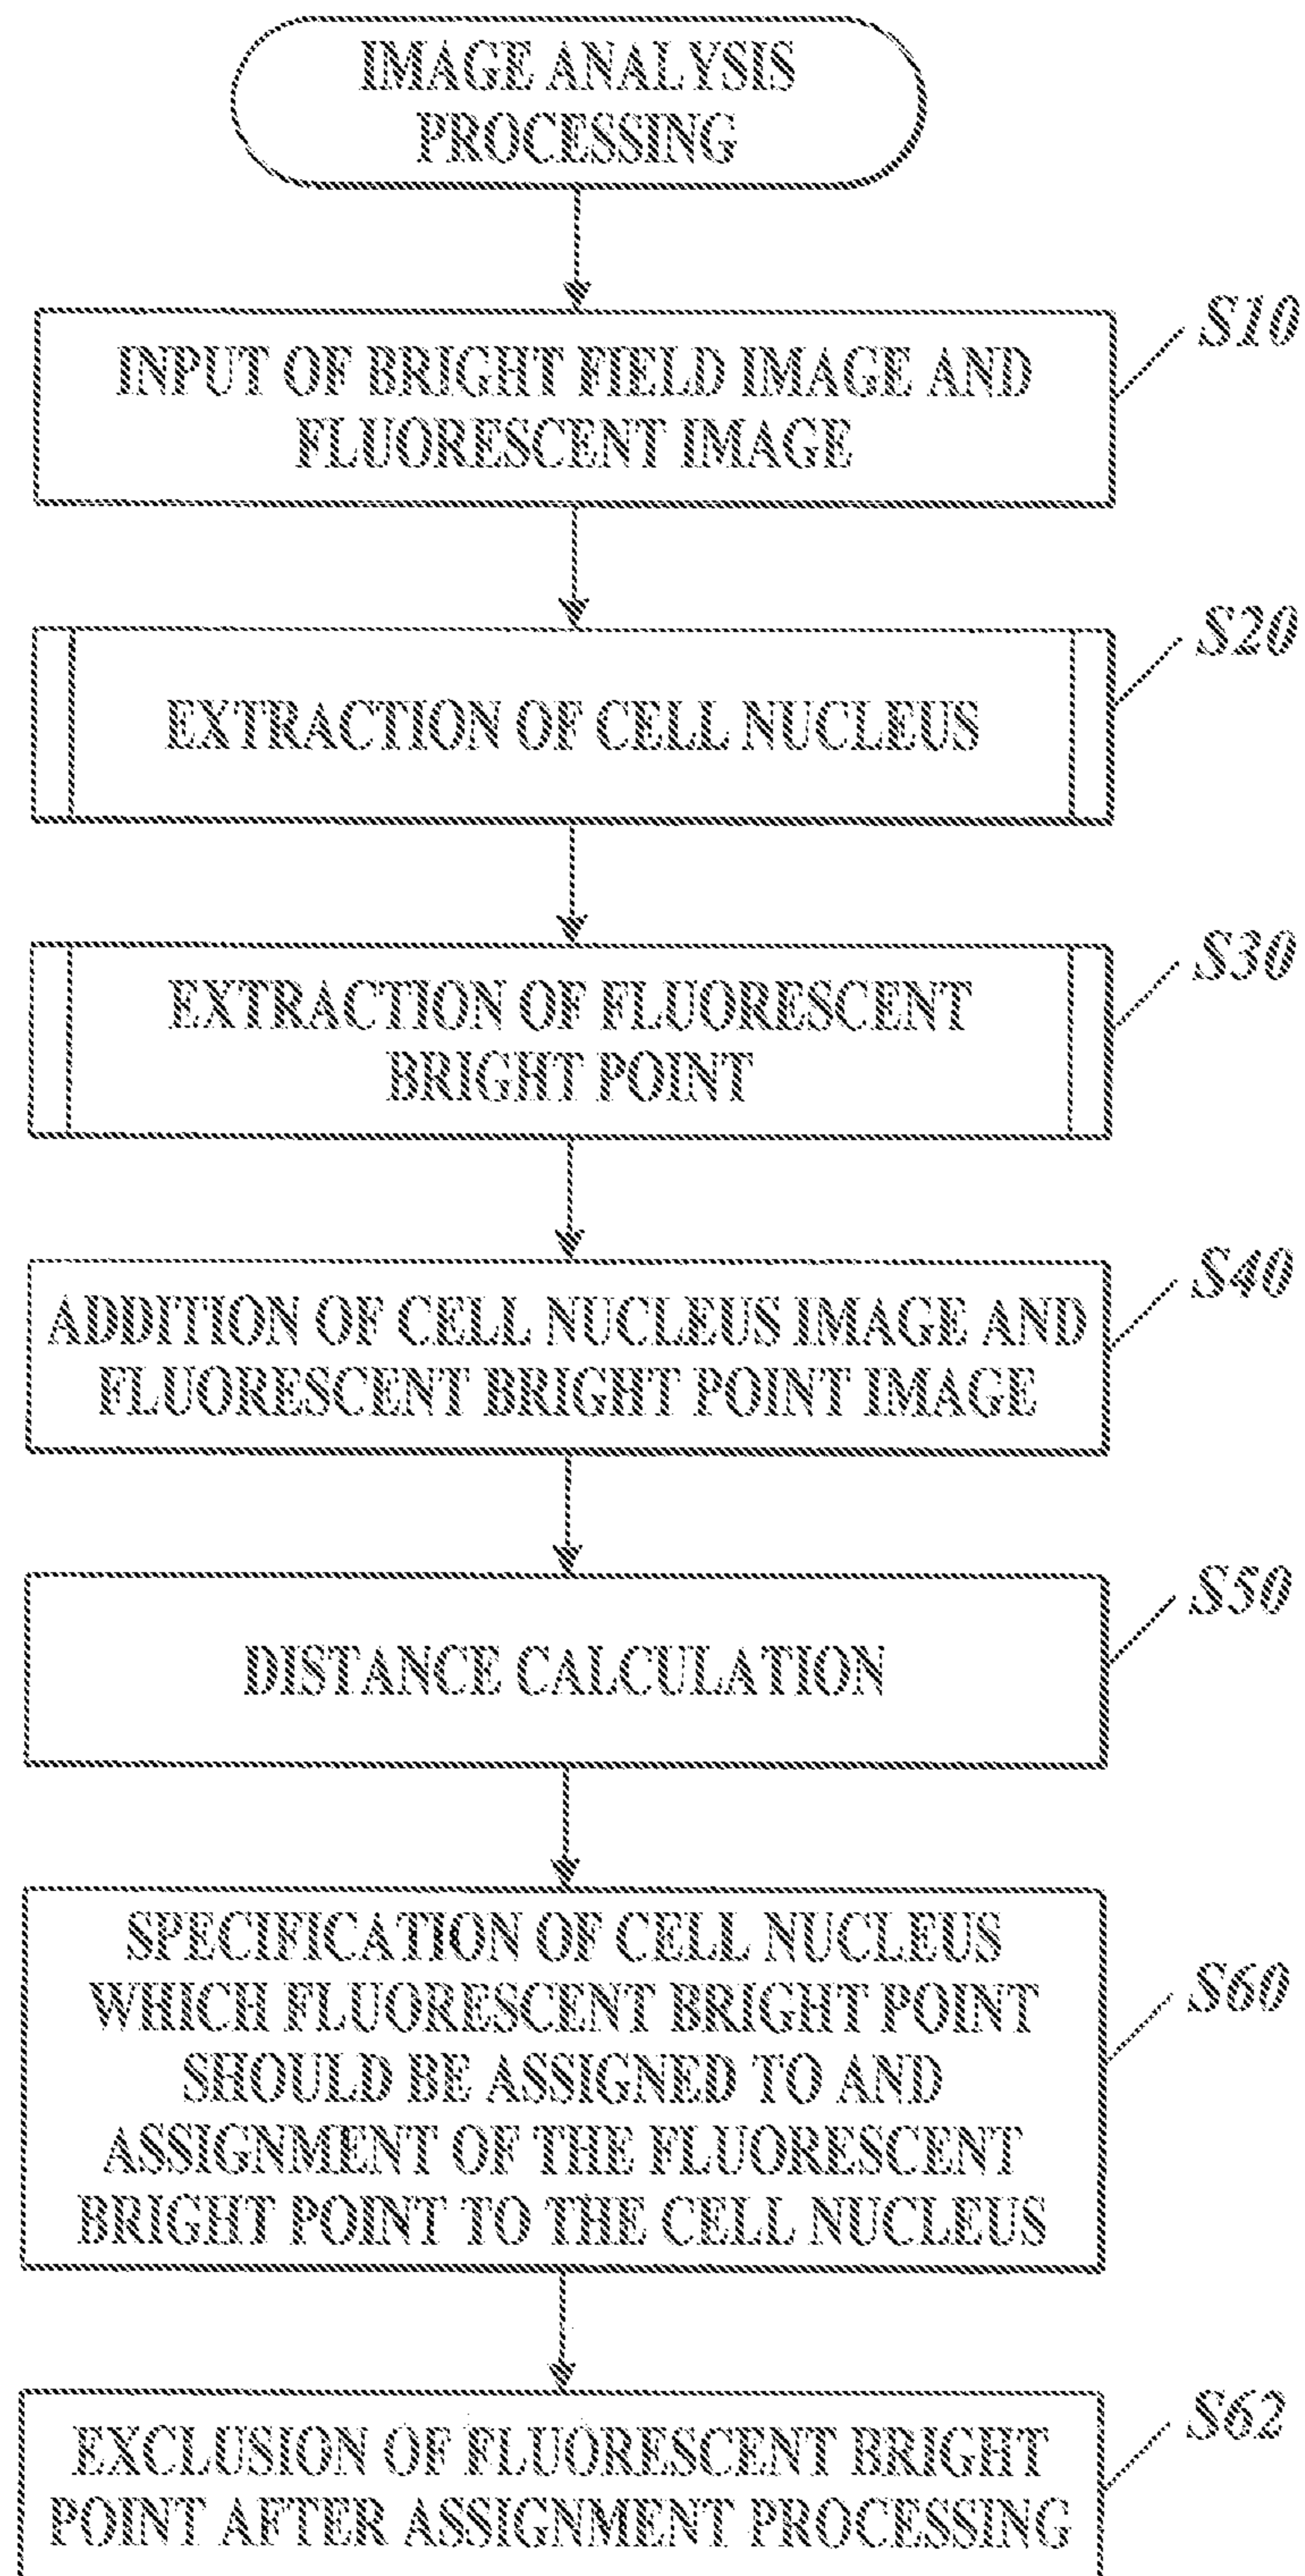 IMAGE ANALYSIS
PROCESSING
S10
INPUT OF BRIGHT FIELD IMAGE AND
FLUORESCENT IMAGE
S20
EXTRACTION OF CELL NUCLEUS
S30
EXTRACTION OF FLUORESCENT
BRIGHT POINT
S40
ADDITION OF CELL NUCLEUS IMAGE AND
FLUORESCENT BRIGHT POINT IMAGE
S50
DISTANCE CALCULATION
S60
SPECIFICATION OF CELL NUCLEUS
WHICH FLUORESCENT BRIGHT POINT
SHOULD BE ASSIGNED TO AND
ASSIGNMENT OF THE FLUORESCENT
BRIGHT POINT TO THE CELL NUCLEUS
S62
EXCLUSION OF FLUORESCENT BRIGHT
POINT AFTER ASSIGNMENT PROCESSING